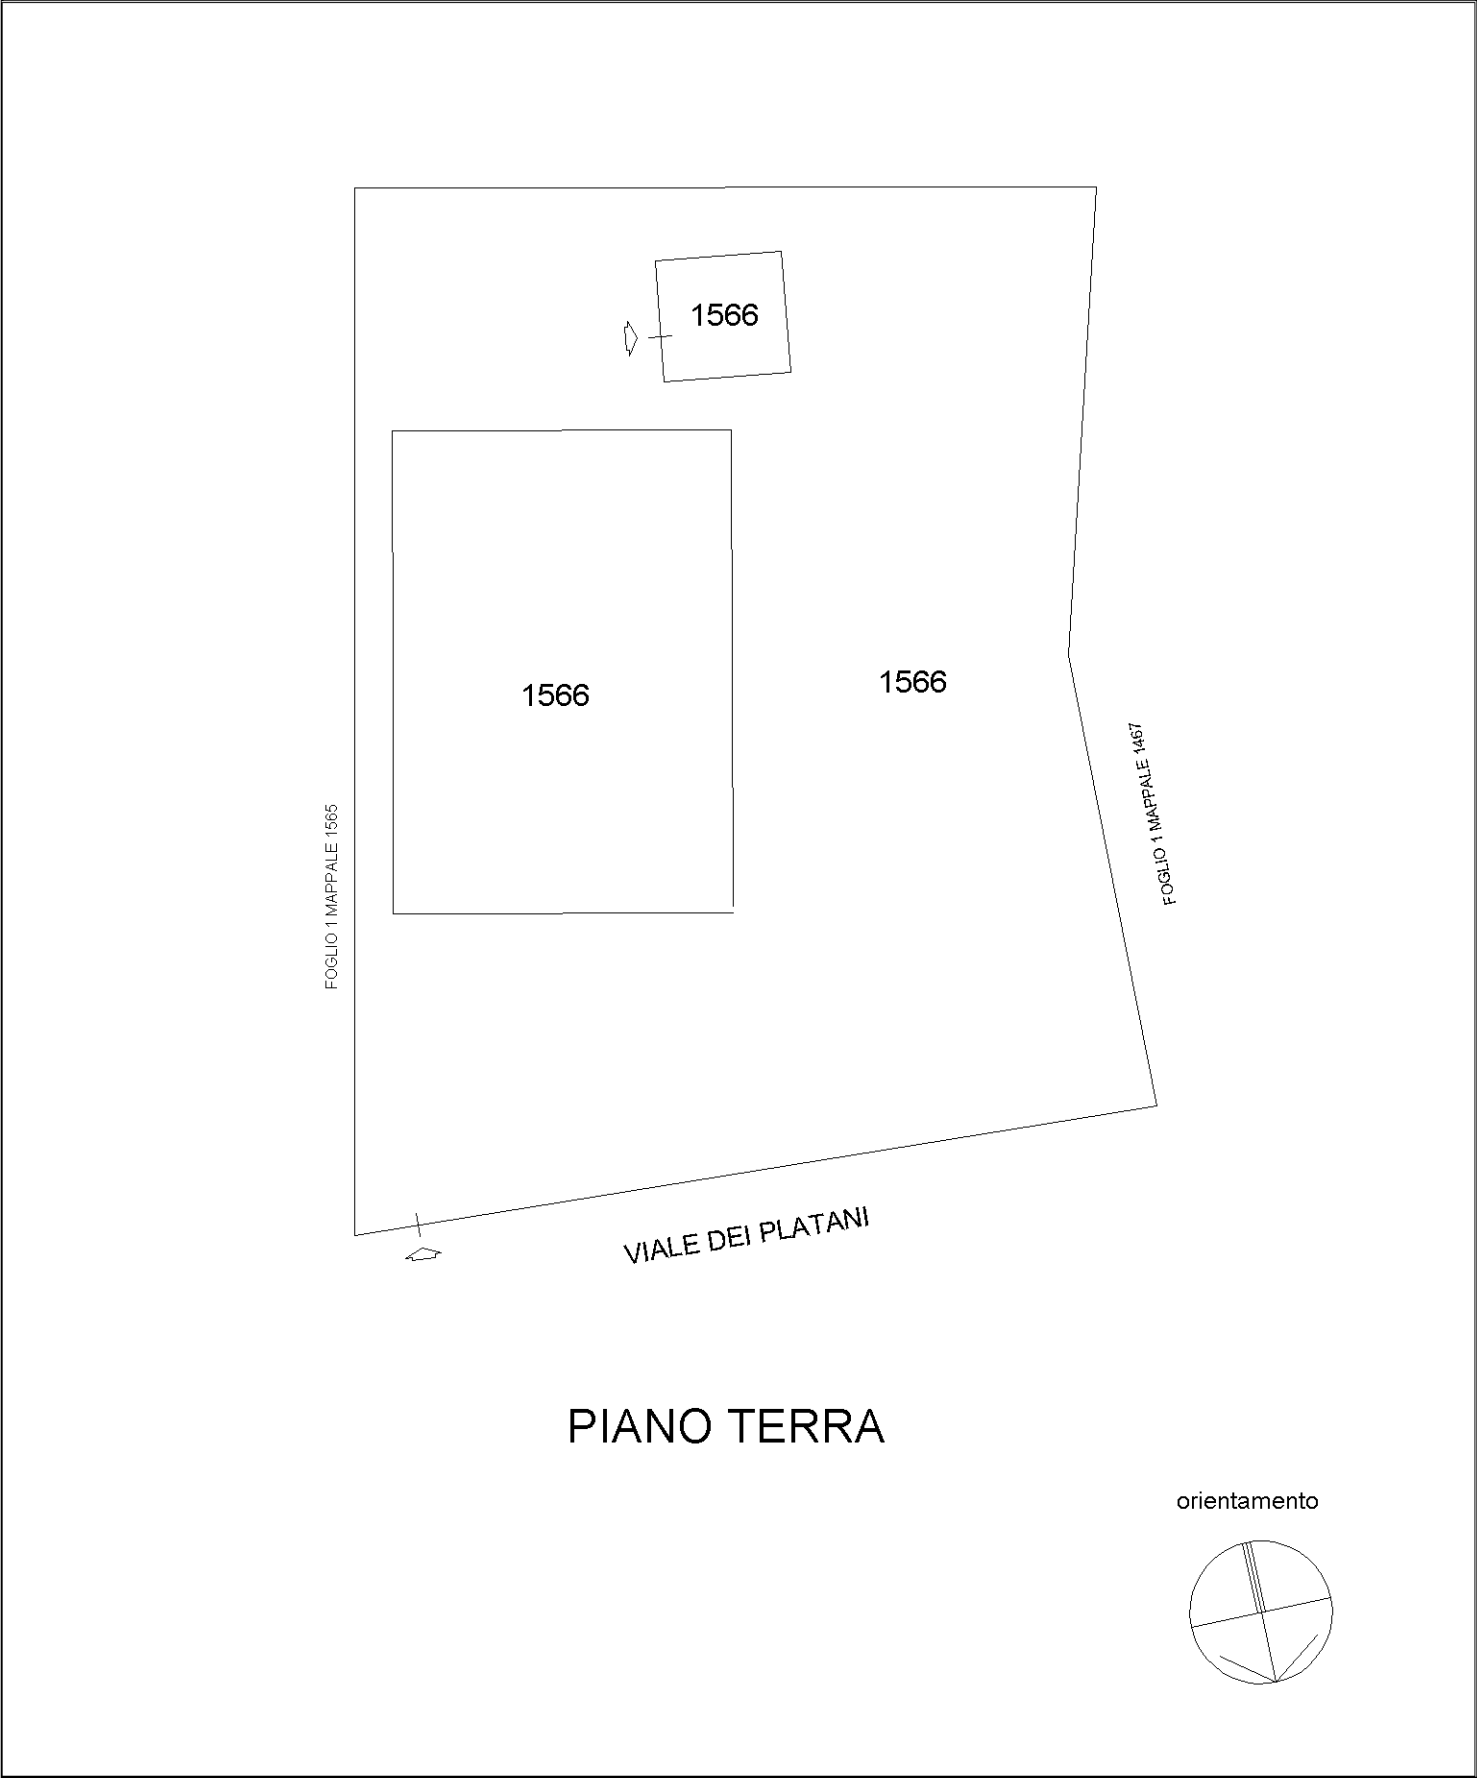 1566
1566
1566
FOGLIO 1 MAPPALE 1565
FOGLIO 1 MAPPALE 1467
VIALE DEI PLATANI
PIANO TERRA
orientamento